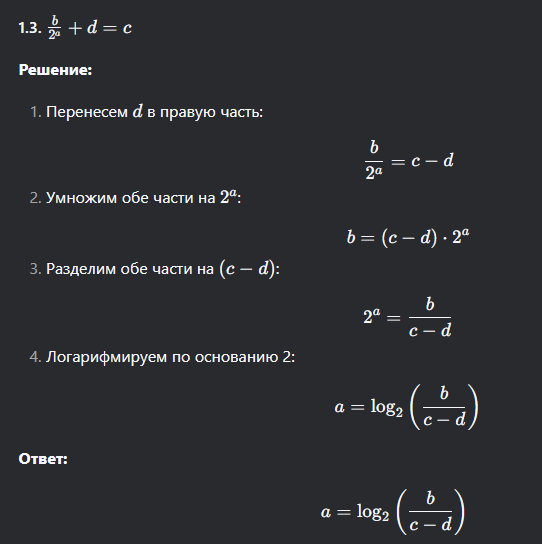 1.3. \frac{b}{2^a} + d = c
Решение:
1. Перенесем d в правую часть:
\frac{b}{2^a} = c − d
2. Умножим обе части на 2^a:
b = (c − d) · 2^a
3. Разделим обе части на (c − d):
2^a = \frac{b}{c − d}
4. Логарифмируем по основанию 2:
a = \log_2 \left( \frac{b}{c − d} \right)
Ответ:
a = \log_2 \left( \frac{b}{c − d} \right)